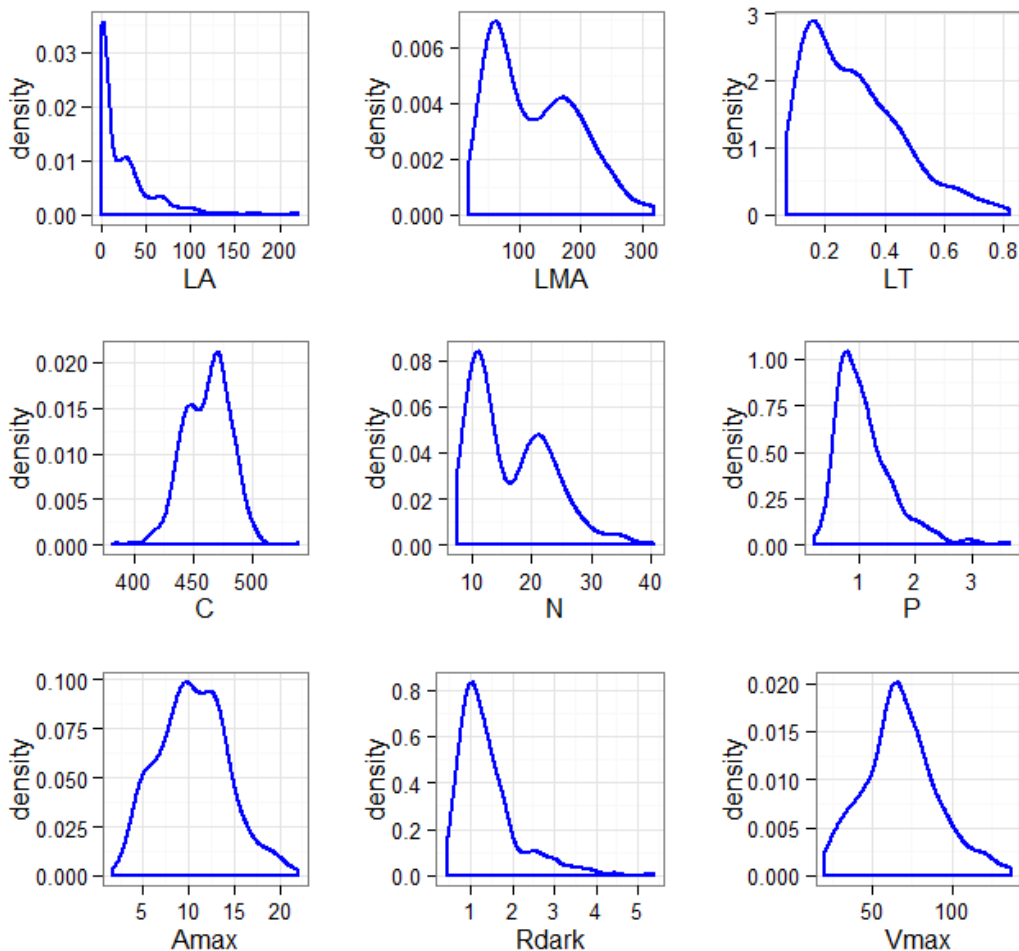 density
0.03
0.02
0.01
0.00
0 50 100 150 200
LA
density
0.006
0.004
0.002
0.000
100 200 300
LMA
density
3
2
1
0
0.2 0.4 0.6 0.8
LT
density
0.020
0.015
0.010
0.005
0.000
400 450 500
C
density
0.08
0.06
0.04
0.02
0.00
10 20 30 40
N
density
1.00
0.75
0.50
0.25
0.00
1 2 3
P
density
0.100
0.075
0.050
0.025
0.000
5 10 15 20
Amax
density
0.8
0.6
0.4
0.2
0.0
1 2 3 4 5
Rdark
density
0.020
0.015
0.010
0.005
0.000
50 100
Vmax